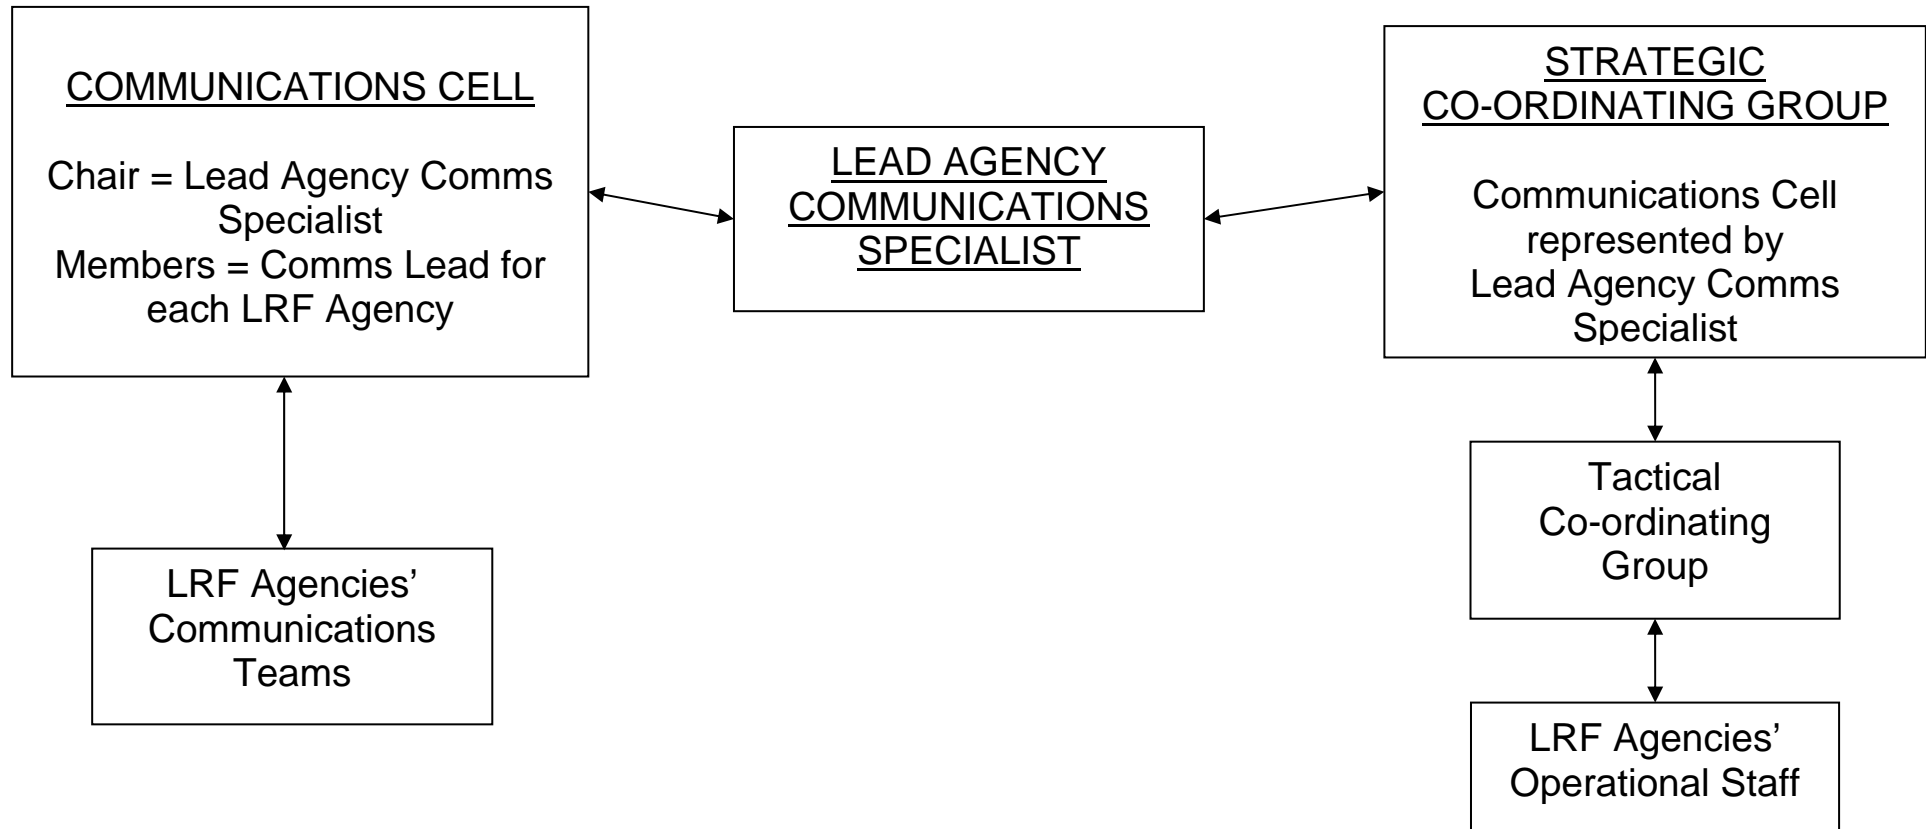 COMMUNICATIONS CELL
Chair = Lead Agency Comms
Specialist
Members = Comms Lead for
each LRF Agency
LEAD AGENCY
COMMUNICATIONS
SPECIALIST
STRATEGIC
CO-ORDINATING GROUP
Communications Cell
represented by
Lead Agency Comms
Specialist
LRF Agencies’
Communications
Teams
Tactical
Co-ordinating
Group
LRF Agencies’
Operational Staff